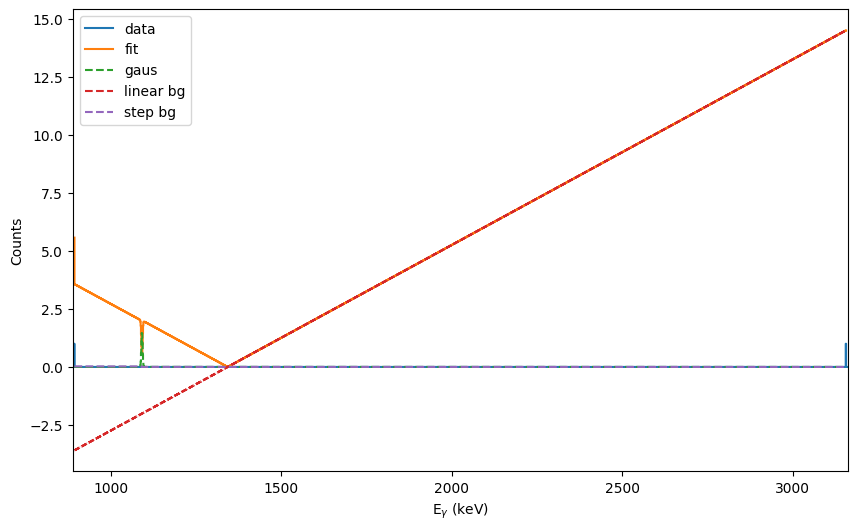 15.0
12.5
10.0
7.5
5.0
2.5
0.0
−2.5
Counts
data
fit
gaus
linear bg
step bg
1000 1500 2000 2500 3000
Eγ (keV)